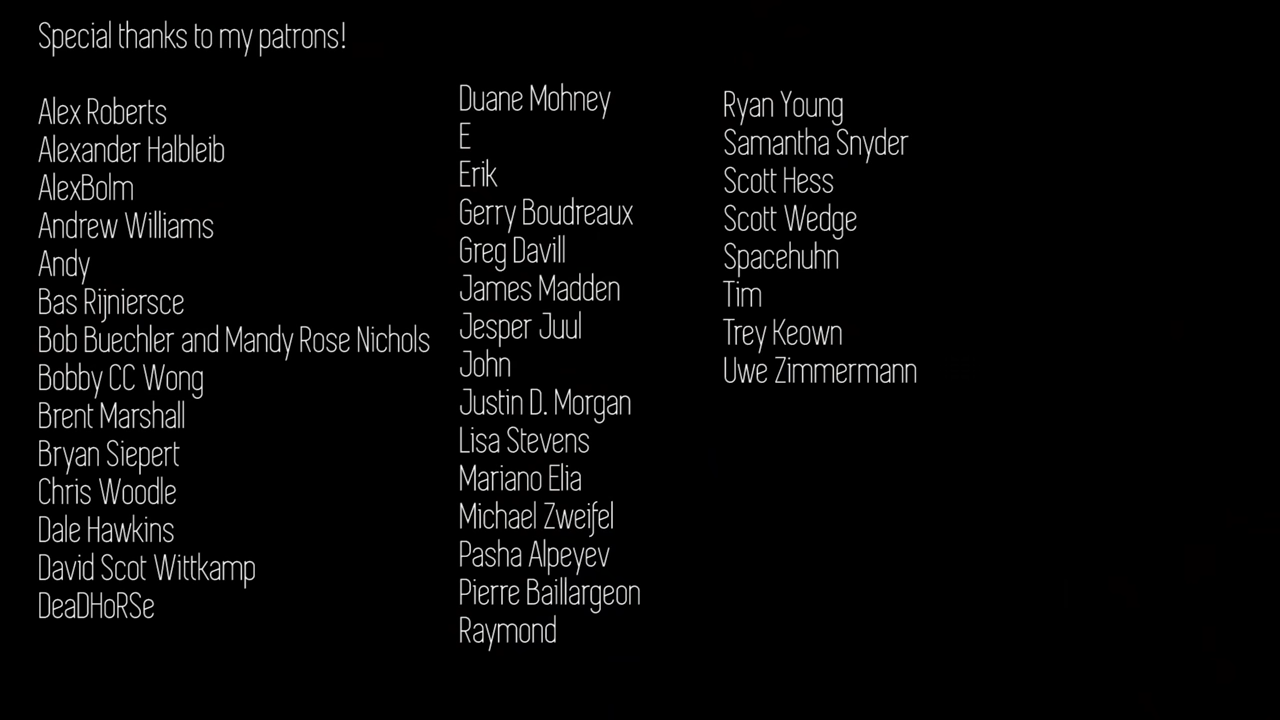 Special thanks to my patrons!
Alex Roberts
Alexander Halbleib
AlexBolm
Andrew Williams
Andy
Bas Rijniersce
Bob Buechler and Mandy Rose Nichols
Bobby CC Wong
Brent Marshall
Bryan Siepert
Chris Woodle
Dale Hawkins
David Scot Wittkamp
DeaDHoRSe
Duane Mohney
E
Erik
Gerry Boudreaux
Greg Davill
James Madden
Jesper Juul
John
Justin D. Morgan
Lisa Stevens
Mariano Elia
Michael Zweifel
Pasha Alpeyev
Pierre Baillargeon
Raymond
Ryan Young
Samantha Snyder
Scott Hess
Scott Wedge
Spacehuhn
Tim
Trey Keown
Uwe Zimmermann